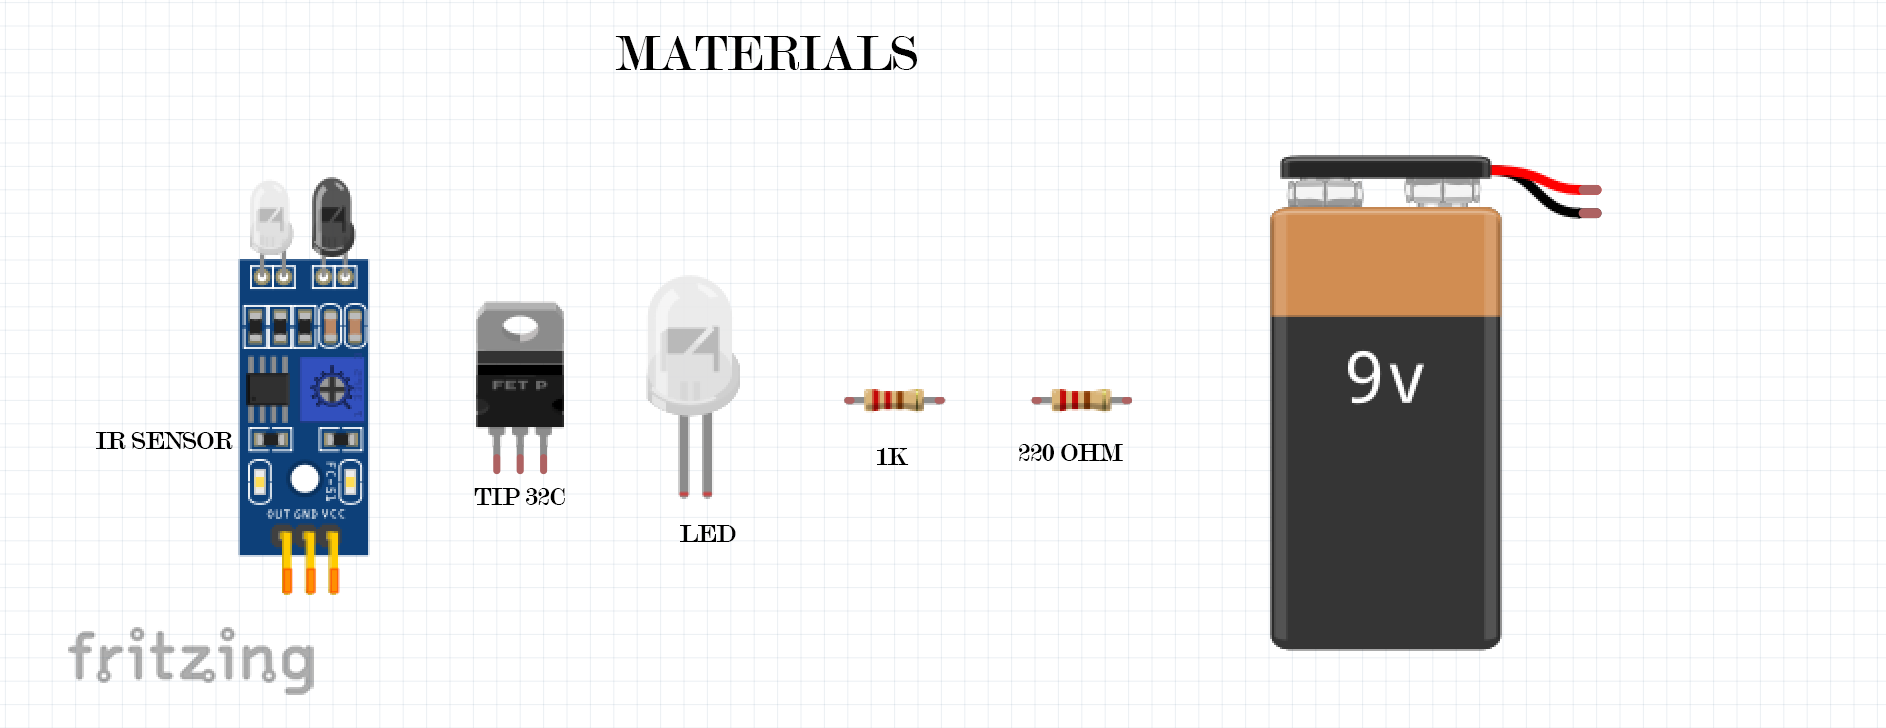 MATERIALS
9v
FET P
IR SENSOR
1K
220 OHM
FC-51
TIP 32C
OUT GND VCC
LED
fritzing